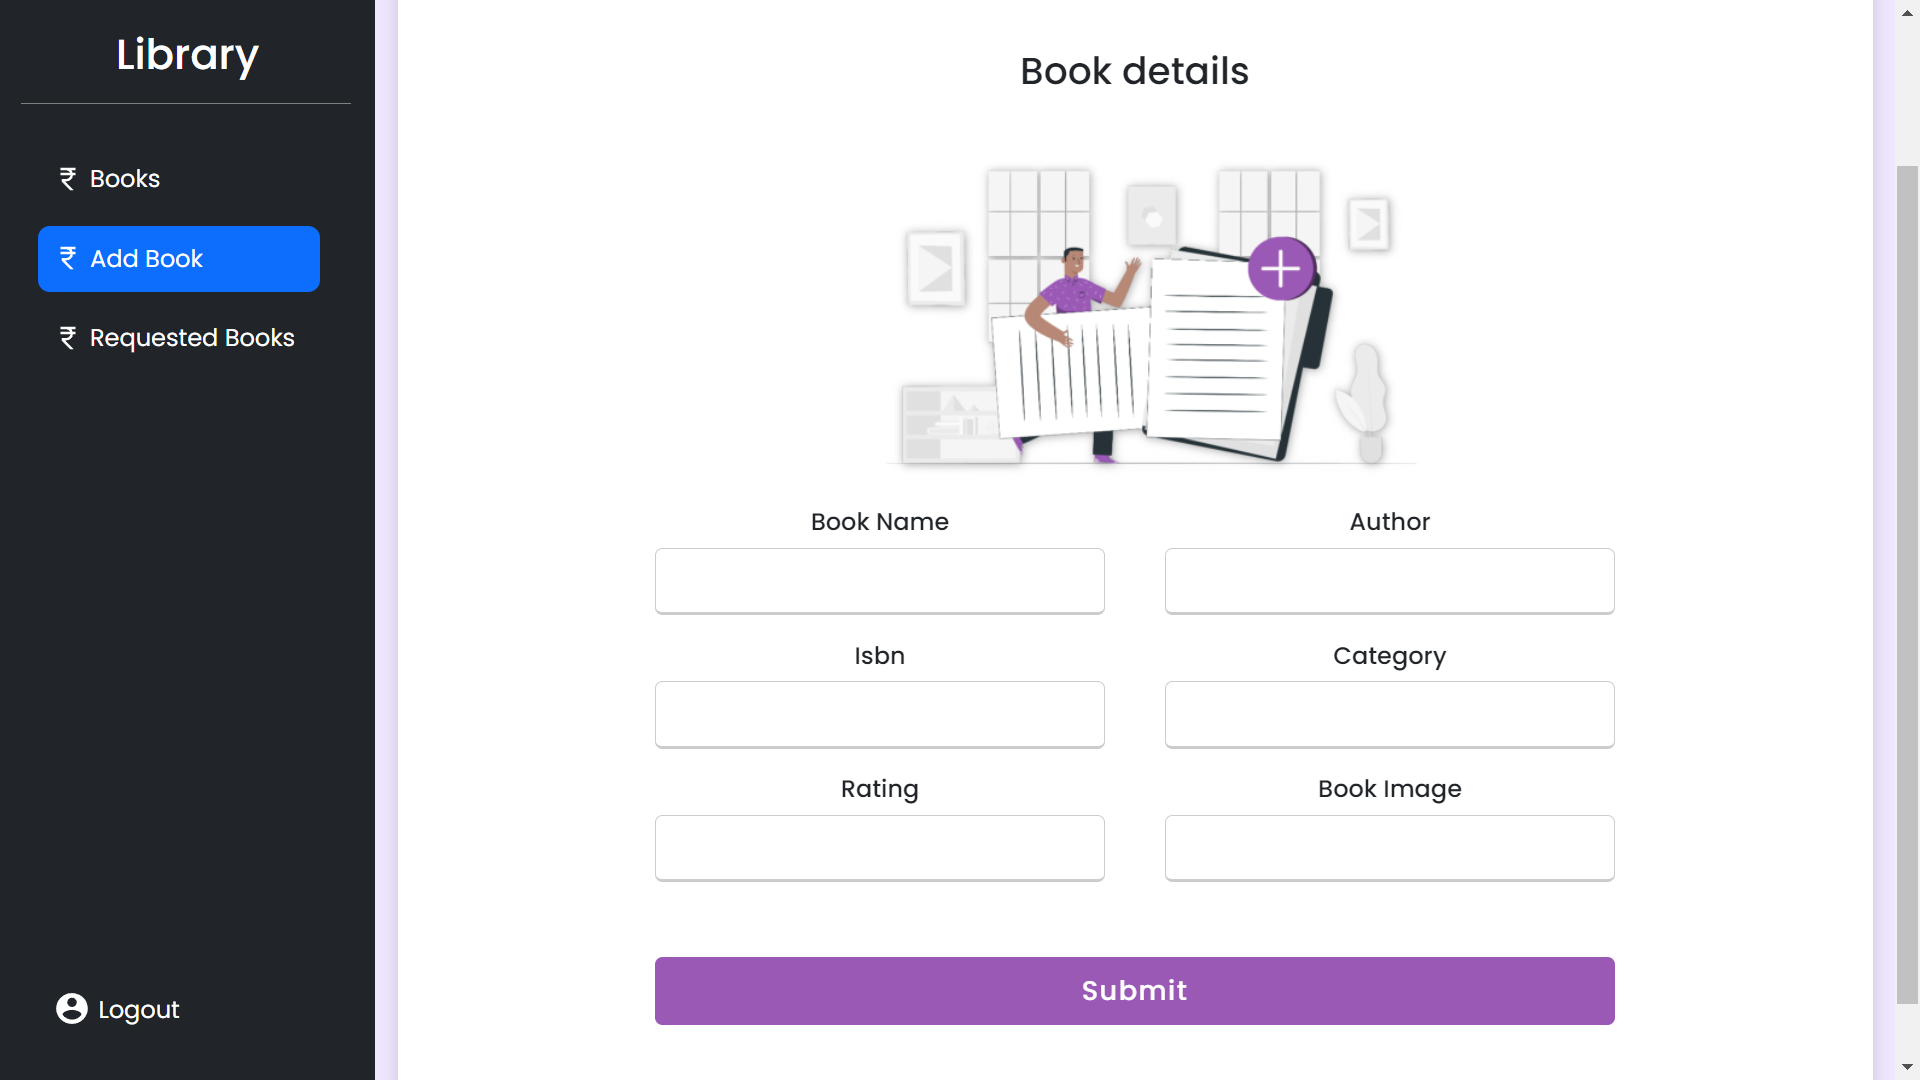 Library
₹ Books
₹ Add Book
₹ Requested Books
Logout
Book details
Book Name
Author
Isbn
Category
Rating
Book Image
Submit